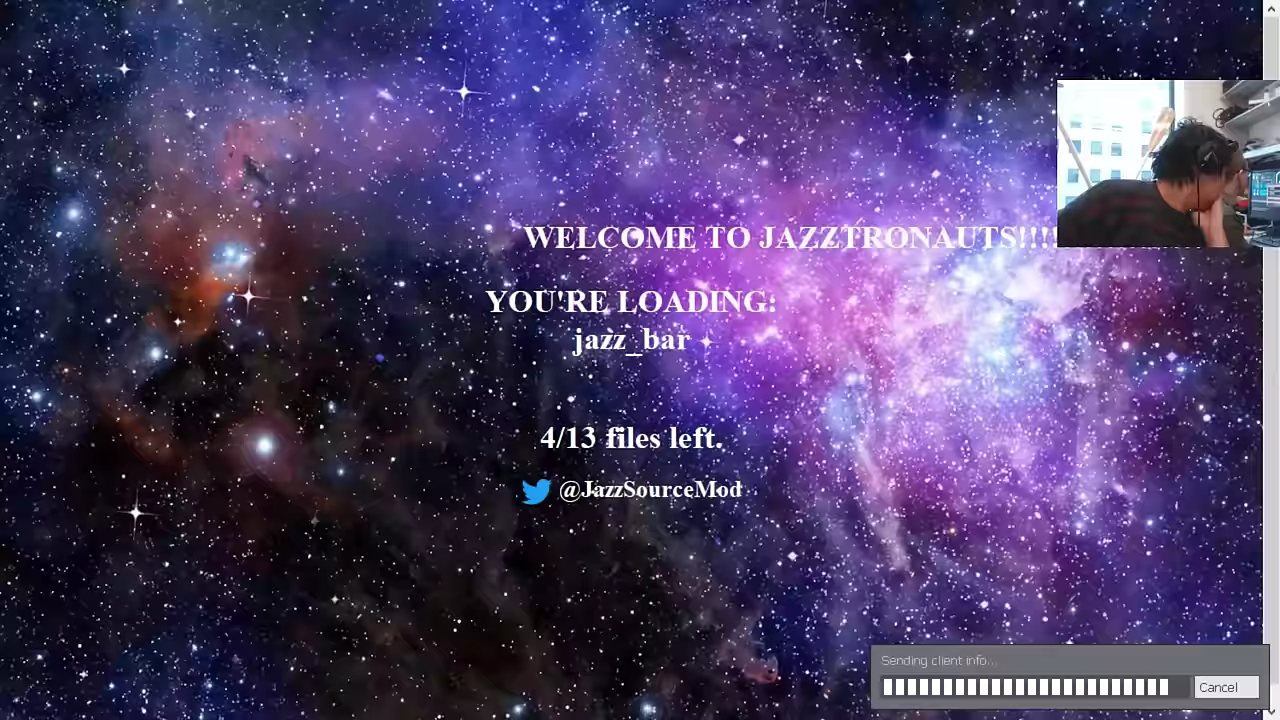 WELCOME TO JAZZTRONAUTS!!!!
YOU'RE LOADING:
jazz_bar
4/13 files left.
@JazzSourceMod
Sending client info...
Cancel